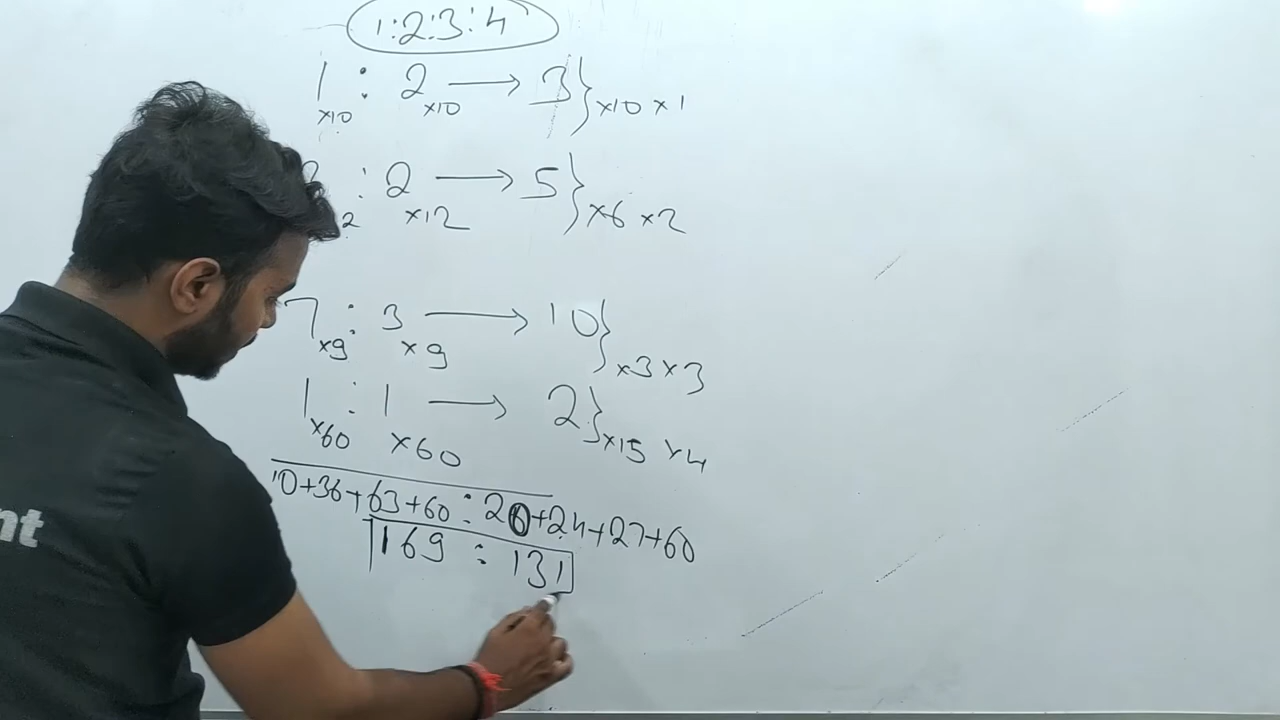 1:2:3:4
1 : 2 → 3} ×10 ×1
×10 ×10
: 2 → 5} ×6 ×2
2 ×12
7 : 3 → 10} ×3 ×3
×9 ×9
1 : 1 → 2} ×15 ×4
×60 ×60
10+36+63+60 : 20+24+27+60
169 : 131
nt